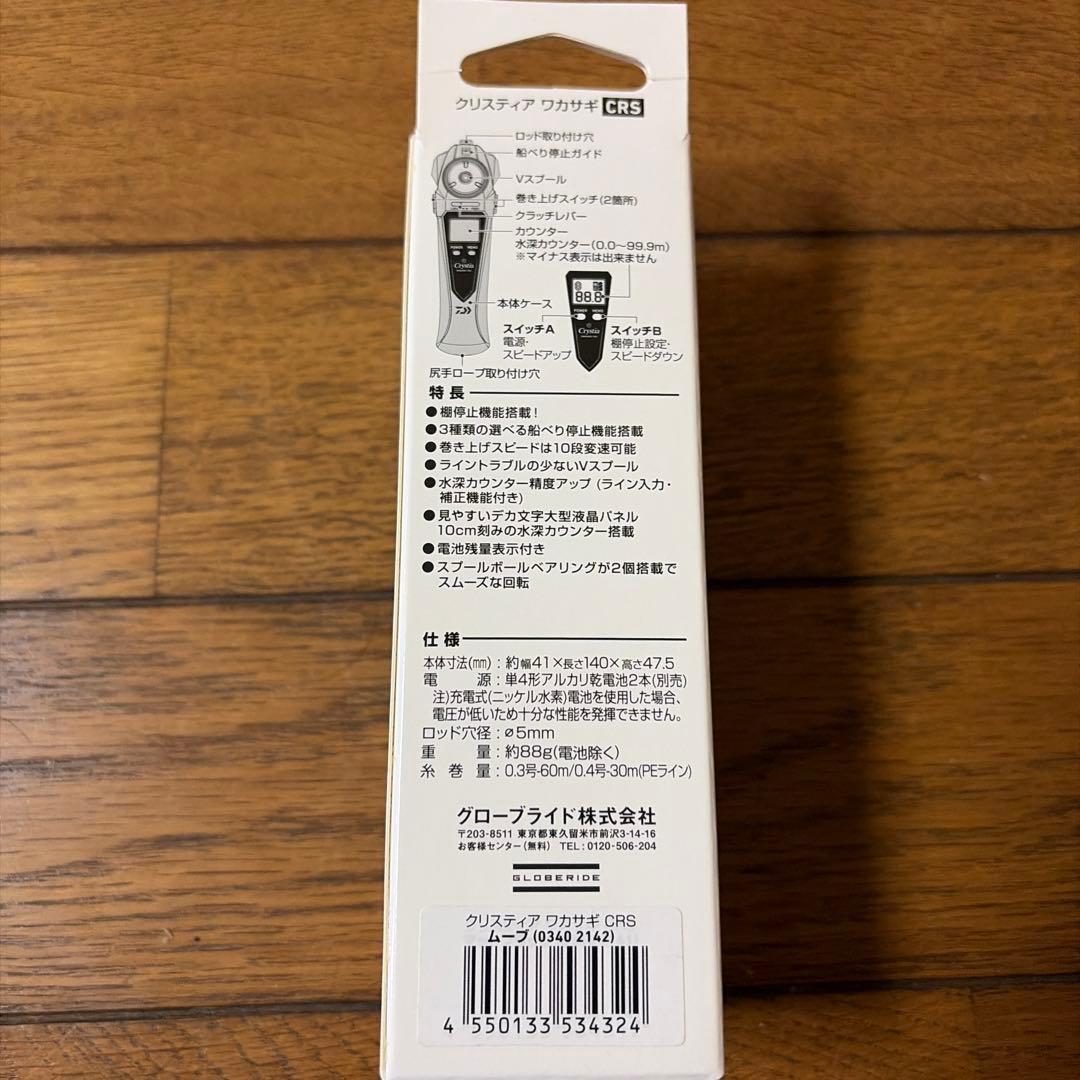 クリスティア ワカサギ CRS
ロッド取り付け穴
船べり停止ガイド
Vスプール
巻き上げスイッチ(2箇所)
クラッチレバー
カウンター
水深カウンター(0.0〜99.9m)
※マイナス表示は出来ません
POWER MEMO
Crystia
本体ケース
88.8
POWER MEMO
Crystia
スイッチA
電源・
スピードアップ
スイッチB
棚停止設定・
スピードダウン
尻手ロープ取り付け穴
特長
●棚停止機能搭載!
●3種類の選べる船べり停止機能搭載
●巻き上げスピードは10段変速可能
●ライントラブルの少ないVスプール
●水深カウンター精度アップ (ライン入力・
補正機能付き)
●見やすいデカ文字大型液晶パネル
10cm刻みの水深カウンター搭載
●電池残量表示付き
●スプールボールベアリングが2個搭載で
スムーズな回転
仕様
本体寸法(mm):約幅41×長さ140×高さ47.5
電源:単4形アルカリ乾電池2本(別売)
注)充電式(ニッケル水素)電池を使用した場合、
電圧が低いため十分な性能を発揮できません。
ロッド穴径:ø5mm
重量:約88g(電池除く)
糸巻量:0.3号-60m/0.4号-30m(PEライン)
グローブライド株式会社
〒203-8511 東京都東久留米市前沢3-14-16
お客様センター(無料) TEL:0120-506-204
GLOBERIDE
クリスティア ワカサギ CRS
ムーブ(0340 2142)
4 550133 534324